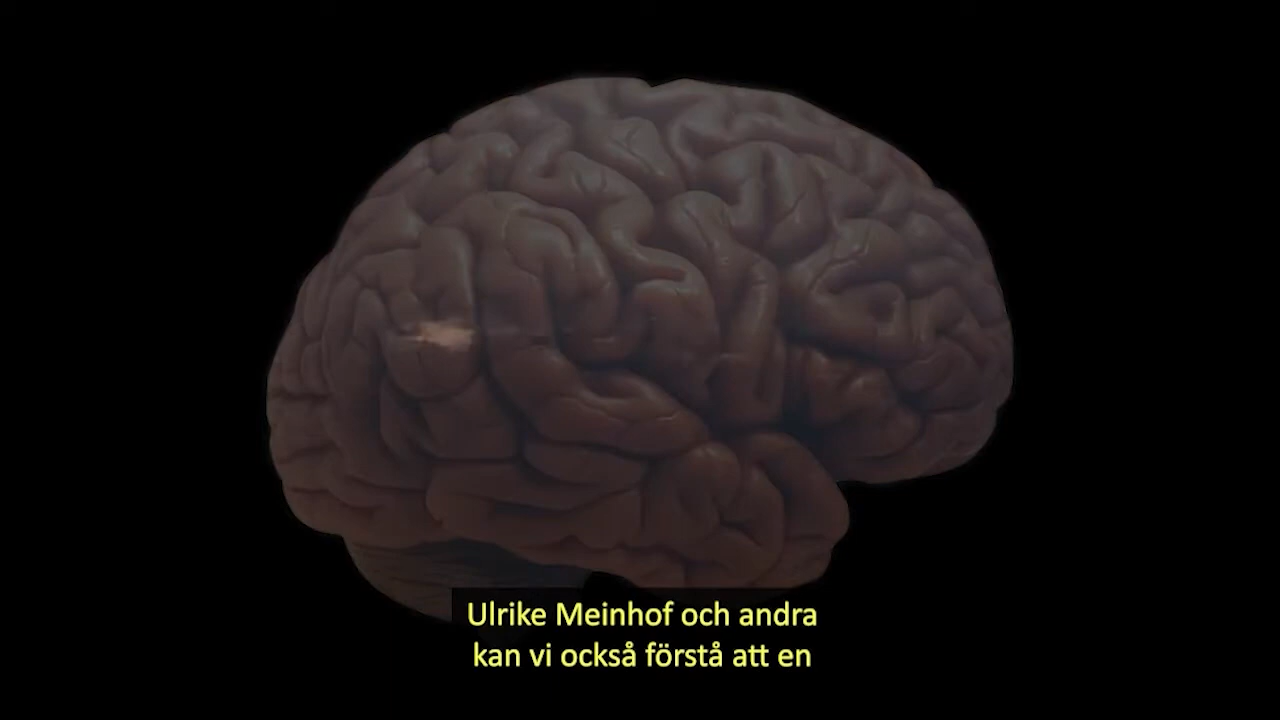 Ulrike Meinhof och andra
kan vi också förstå att en